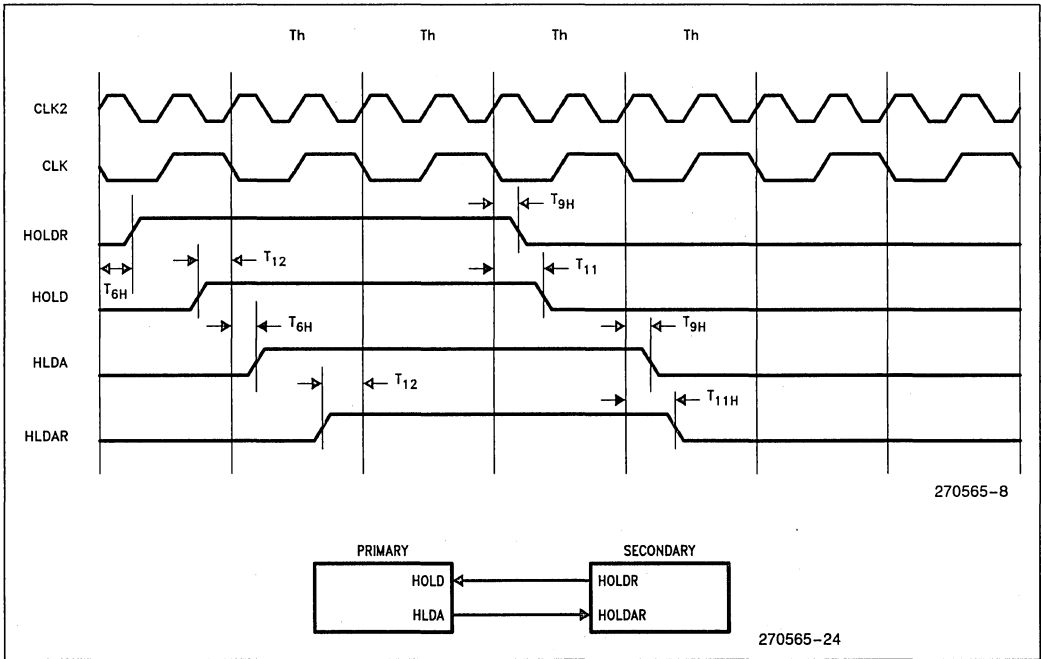 Th Th Th Th
CLK2
CLK
T9H
HOLDR
T12 T11
T6H
HOLD
T6H T9H
HLDA
T12 T11H
HLDAR
270565-8
PRIMARY SECONDARY
HOLD HOLDR
HLDA HOLDAR
270565-24